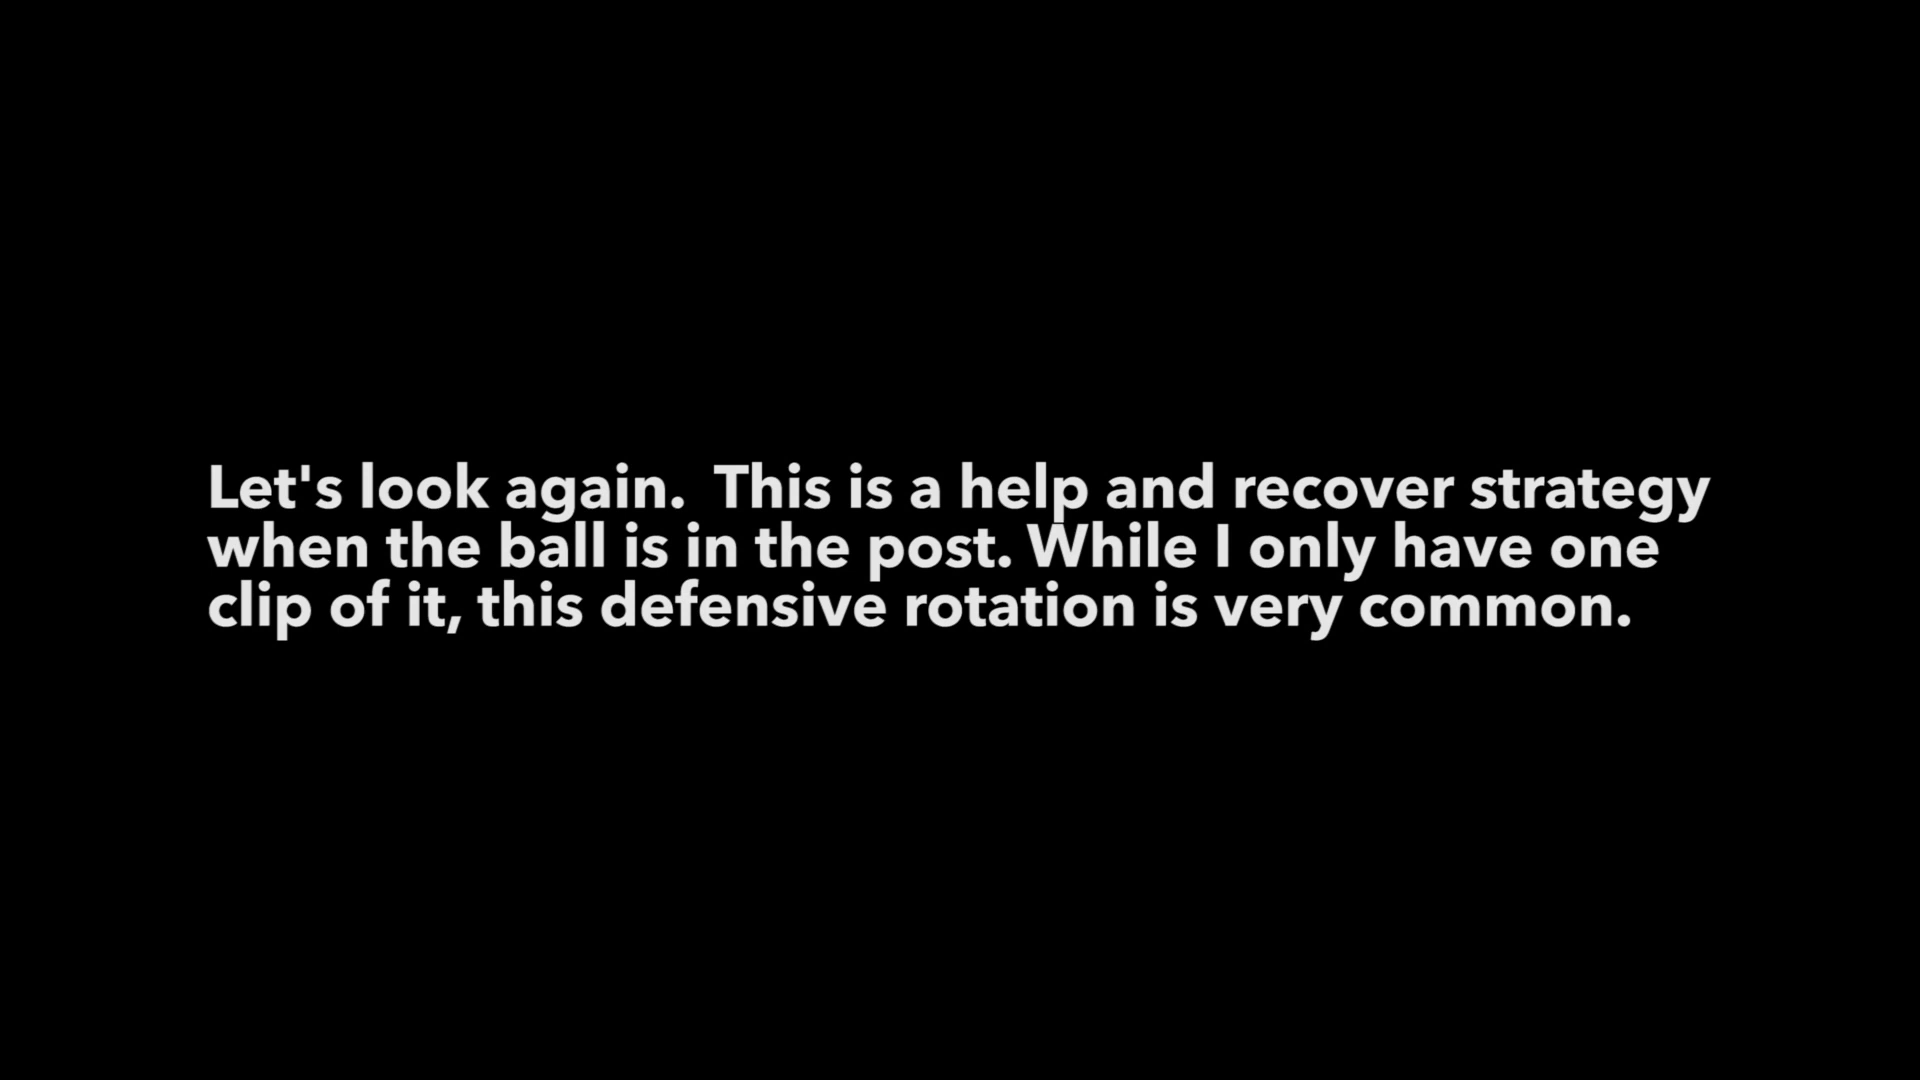 Let's look again.  This is a help and recover strategy
when the ball is in the post. While I only have one
clip of it, this defensive rotation is very common.